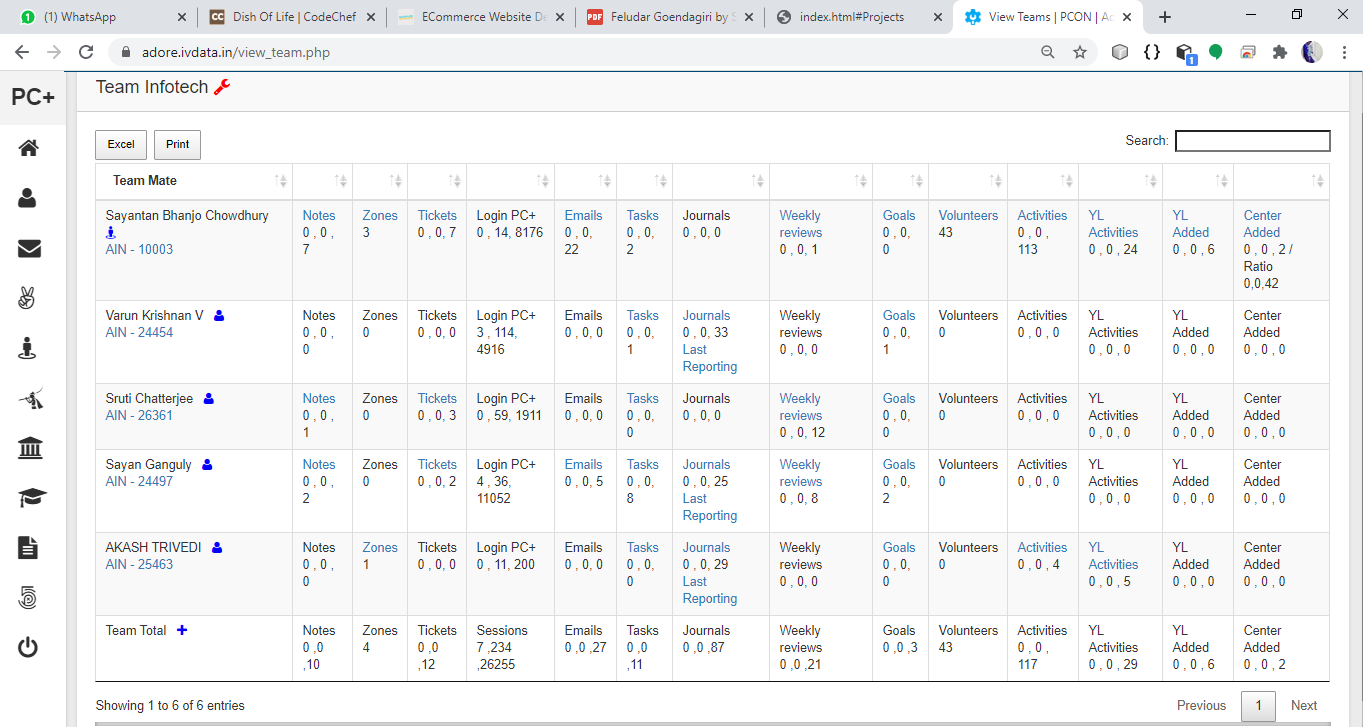 (1) WhatsApp
Dish Of Life | CodeChef
ECommerce Website De
Feludar Goendagiri by S
index.html#Projects
View Teams | PCON | Ac
adore.ivdata.in/view_team.php
1
PC+
Team Infotech
Excel Print
Search:
Team Mate
Sayantan Bhanjo Chowdhury
AIN - 10003
Notes
0 , 0 ,
7
Zones
3
Tickets
0 , 0, 7
Login PC+
0 , 14, 8176
Emails
0 , 0,
22
Tasks
0 , 0,
2
Journals
0 , 0, 0
Weekly
reviews
0 , 0, 1
Goals
0 , 0,
0
Volunteers
43
Activities
0 , 0 ,
113
YL
Activities
0 , 0 , 24
YL
Added
0 , 0 , 6
Center
Added
0 , 0 , 2 /
Ratio
0,0,42
Varun Krishnan V
AIN - 24454
Notes
0 , 0 ,
0
Zones
0
Tickets
0 , 0, 0
Login PC+
3 , 114,
4916
Emails
0 , 0, 0
Tasks
0 , 0,
1
Journals
0 , 0, 33
Last
Reporting
Weekly
reviews
0 , 0, 0
Goals
0 , 0,
1
Volunteers
0
Activities
0 , 0 , 0
YL
Activities
0 , 0 , 0
YL
Added
0 , 0 , 0
Center
Added
0 , 0 , 0
Sruti Chatterjee
AIN - 26361
Notes
0 , 0 ,
1
Zones
0
Tickets
0 , 0, 3
Login PC+
0 , 59, 1911
Emails
0 , 0, 0
Tasks
0 , 0,
0
Journals
0 , 0, 0
Weekly
reviews
0 , 0, 12
Goals
0 , 0,
0
Volunteers
0
Activities
0 , 0 , 0
YL
Activities
0 , 0 , 0
YL
Added
0 , 0 , 0
Center
Added
0 , 0 , 0
Sayan Ganguly
AIN - 24497
Notes
0 , 0 ,
2
Zones
0
Tickets
0 , 0, 2
Login PC+
4 , 36,
11052
Emails
0 , 0, 5
Tasks
0 , 0,
8
Journals
0 , 0, 25
Last
Reporting
Weekly
reviews
0 , 0, 8
Goals
0 , 0,
2
Volunteers
0
Activities
0 , 0 , 0
YL
Activities
0 , 0 , 0
YL
Added
0 , 0 , 0
Center
Added
0 , 0 , 0
AKASH TRIVEDI
AIN - 25463
Notes
0 , 0 ,
0
Zones
1
Tickets
0 , 0, 0
Login PC+
0 , 11, 200
Emails
0 , 0, 0
Tasks
0 , 0,
0
Journals
0 , 0, 29
Last
Reporting
Weekly
reviews
0 , 0, 0
Goals
0 , 0,
0
Volunteers
0
Activities
0 , 0 , 4
YL
Activities
0 , 0 , 5
YL
Added
0 , 0 , 0
Center
Added
0 , 0 , 0
Team Total
Notes
0 ,0
,10
Zones
4
Tickets
0 ,0
,12
Sessions
7 ,234
,26255
Emails
0 ,0 ,27
Tasks
0 ,0
,11
Journals
0 ,0 ,87
Weekly
reviews
0 ,0 ,21
Goals
0 ,0 ,3
Volunteers
43
Activities
0 , 0 ,
117
YL
Activities
0 , 0 , 29
YL
Added
0 , 0 , 6
Center
Added
0 , 0 , 2
Showing 1 to 6 of 6 entries
Previous 1 Next